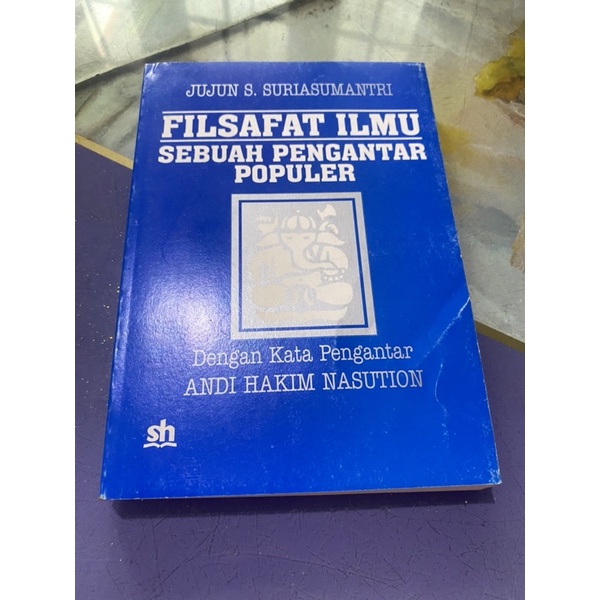 JUJUN S. SURIASUMANTRI
FILSAFAT ILMU
SEBUAH PENGANTAR
POPULER
Dengan Kata Pengantar
ANDI HAKIM NASUTION
sh